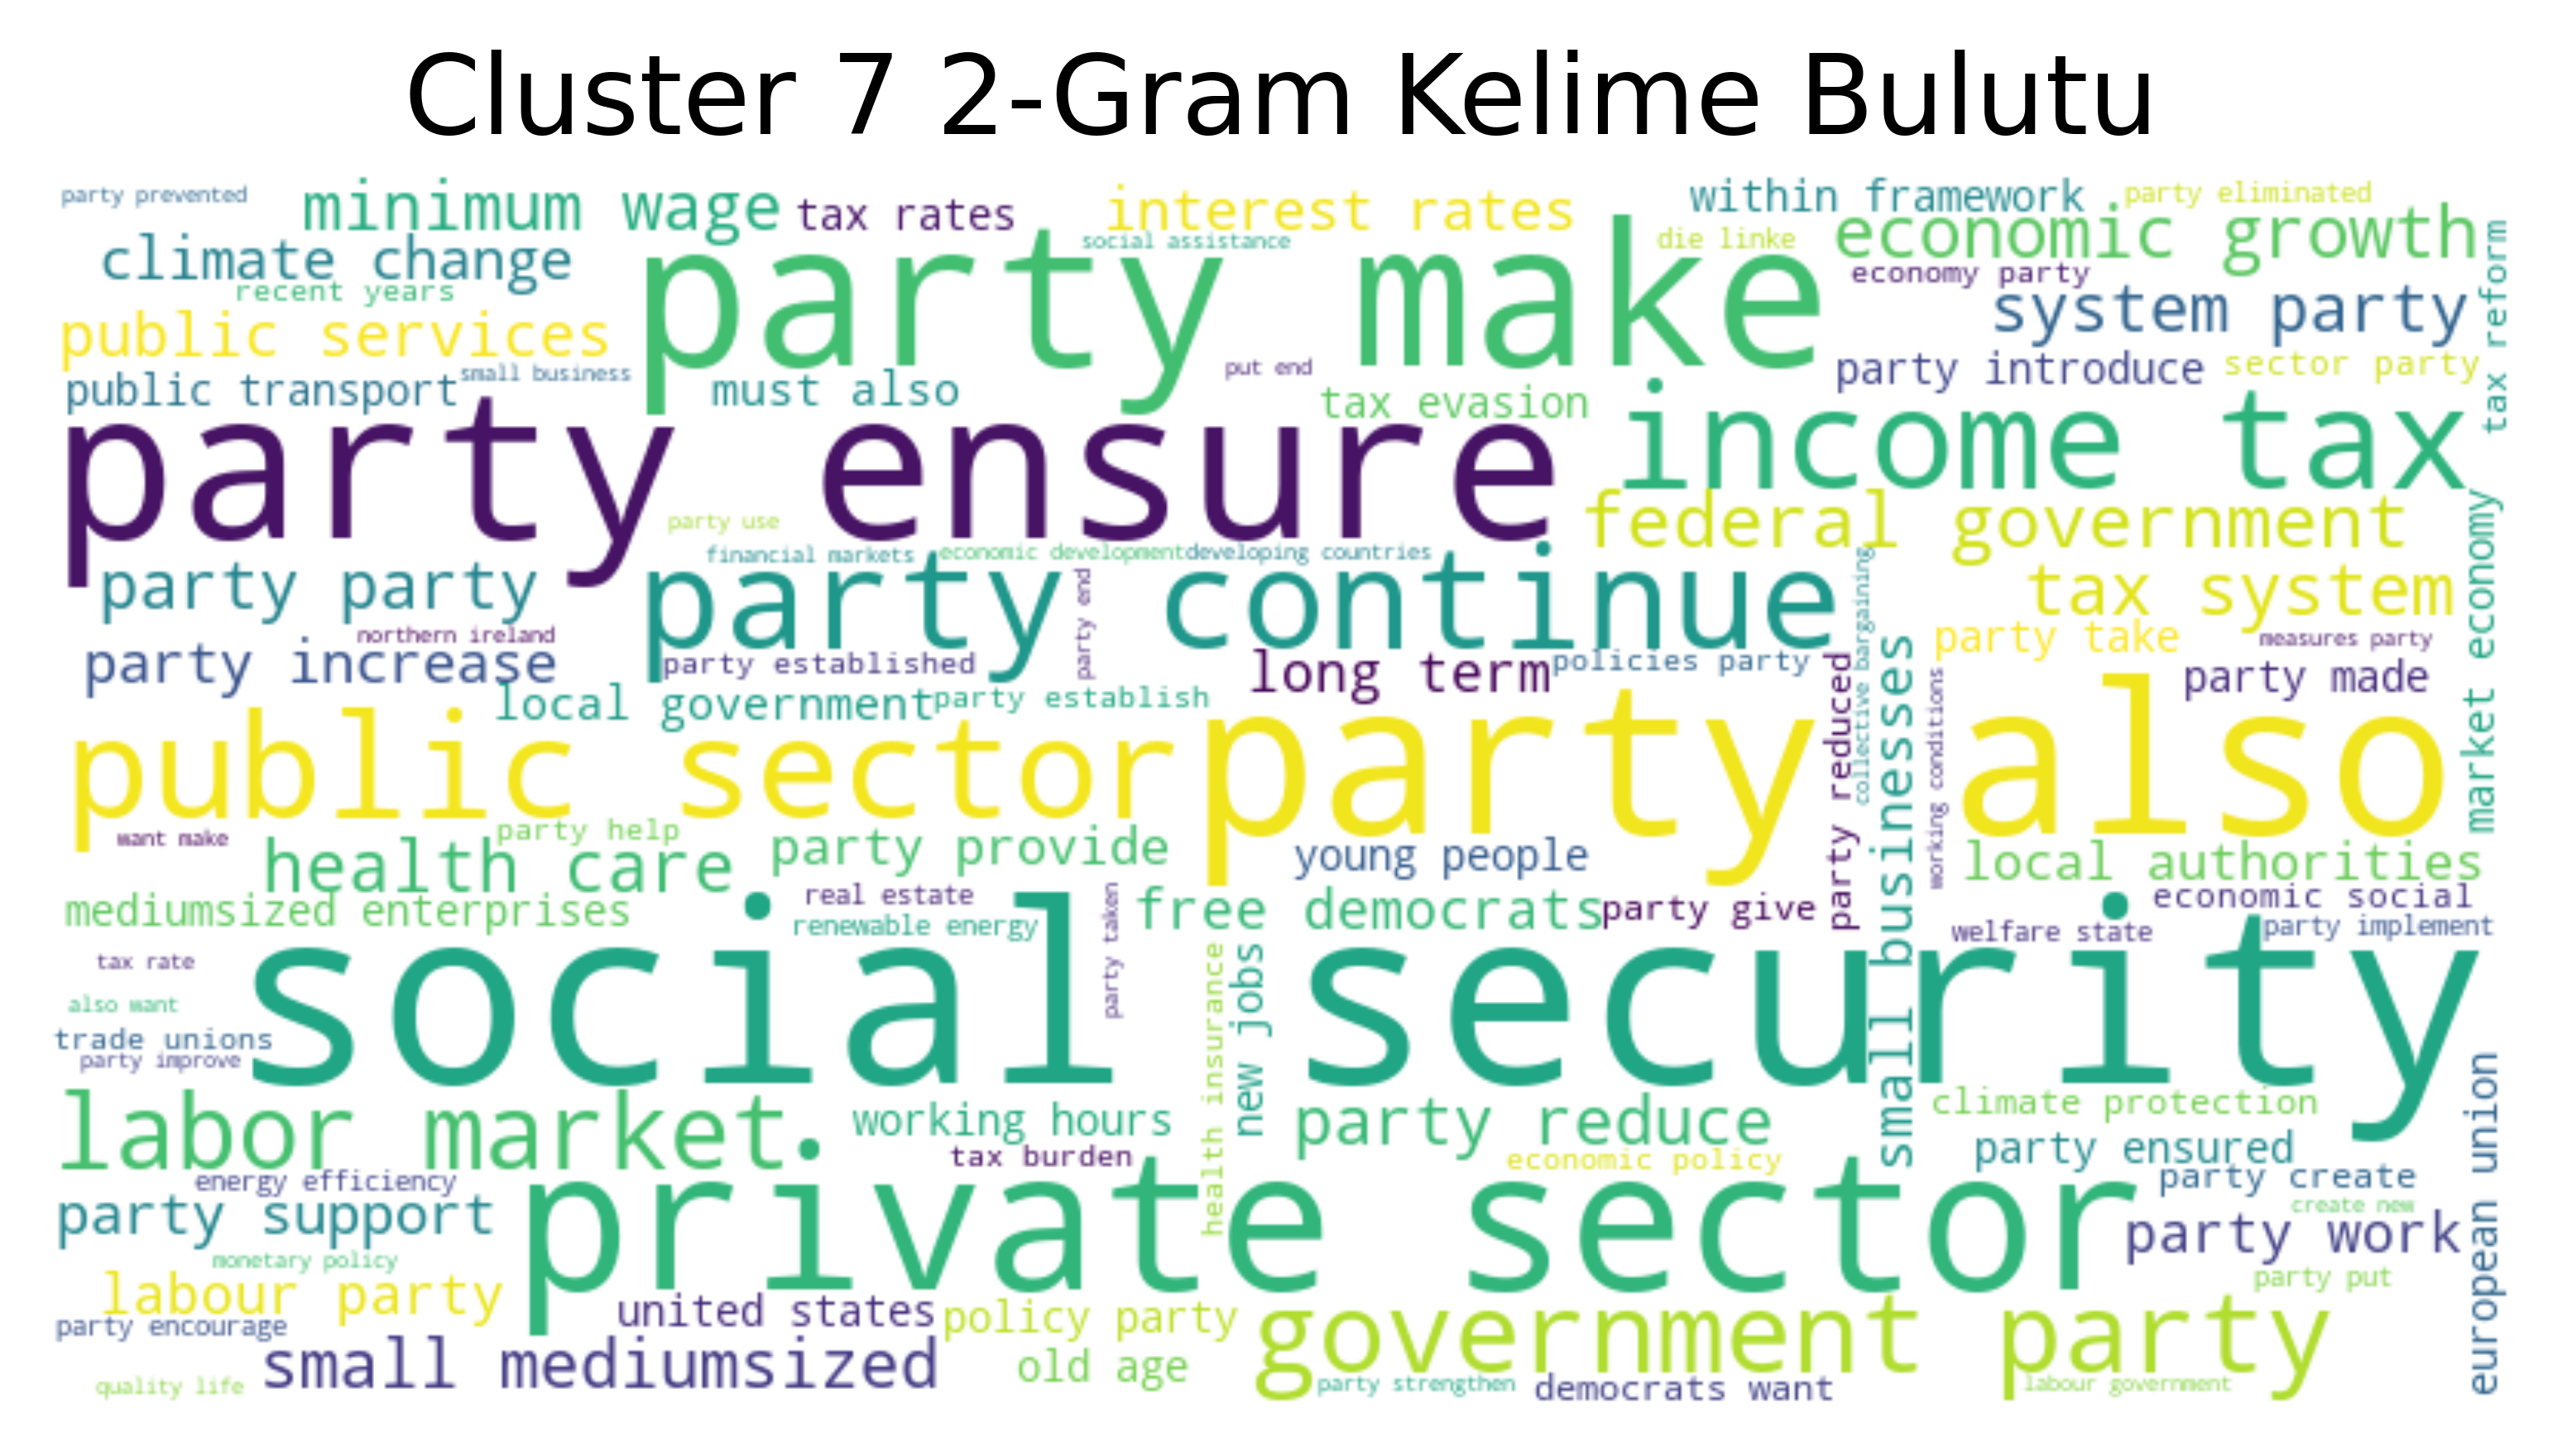 Cluster 7 2-Gram Kelime Bulutu
party prevented
minimum wage
tax rates
interest rates
within framework
party eliminated
climate change
social assistance
die linke
economic growth
recent years
party make
economy party
system party
tax reform
public services
public transport
small business
must also
put end
tax evasion
party introduce
sector party
party ensure
income tax
party use
federal government
financial markets
economic development
developing countries
party party
party continue
tax system
market economy
northern ireland
party increase
party end
party established
collective bargaining
party take
measures party
long term
policies party
party made
local government
party establish
party reduced
small businesses
working conditions
public sector
party also
want make
party help
health care
party provide
young people
local authorities
mediumsized enterprises
real estate
renewable energy
party taken
free democrats
party give
economic social
welfare state
party implement
tax rate
also want
social security
trade unions
party improve
health insurance
new jobs
labor market
working hours
party reduce
climate protection
european union
tax burden
economic policy
party ensured
energy efficiency
party create
party support
private sector
create new
party work
monetary policy
labour party
party put
united states
policy party
government party
party encourage
small mediumsized
old age
quality life
party strengthen
democrats want
labour government